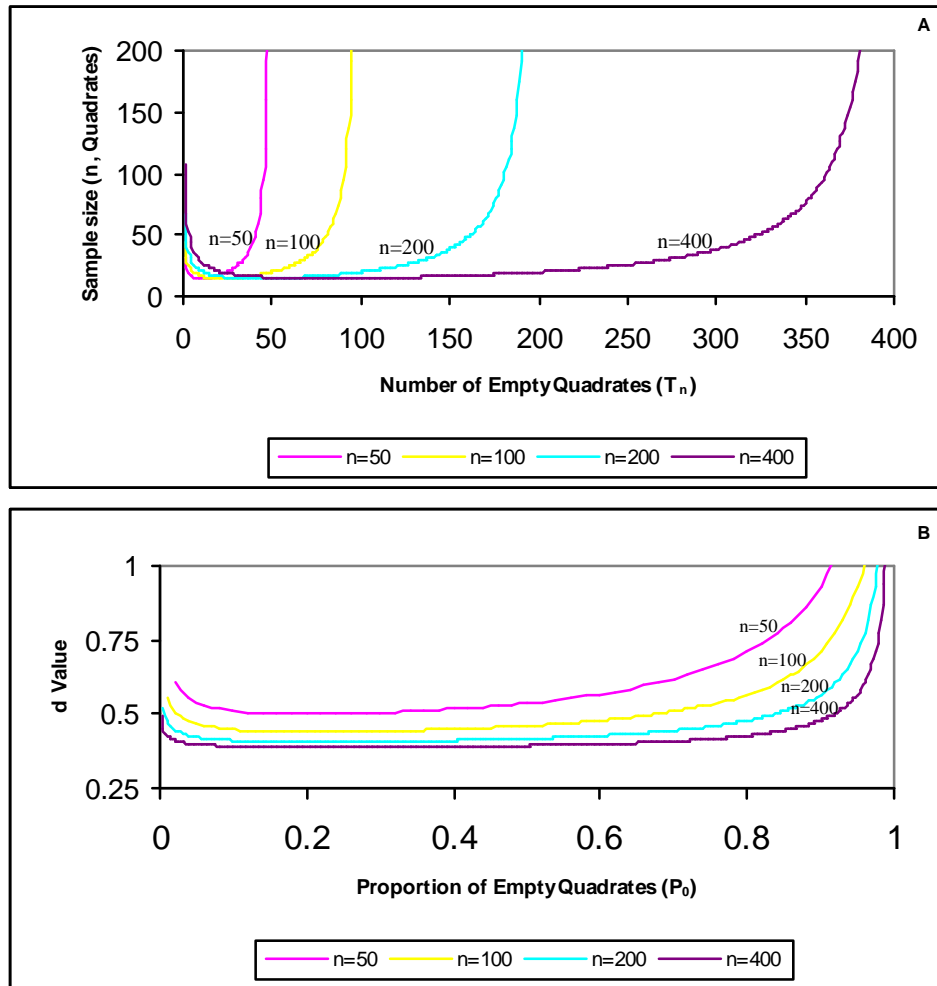 A
Sample size (n, Quadrates)
200
150
100
50
0
n=50
n=100
n=200
n=400
0 50 100 150 200 250 300 350 400
Number of Empty Quadrates (Tn)
n=50 n=100 n=200 n=400
B
d Value
1
0.75
0.5
0.25
n=50
n=100
n=200
n=400
0 0.2 0.4 0.6 0.8 1
Proportion of Empty Quadrates (P0)
n=50 n=100 n=200 n=400